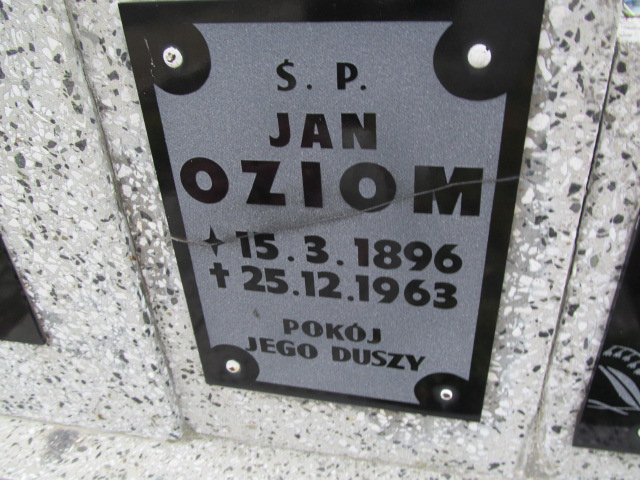 Ś. P.
JAN
OZIOM
15.3.1896
✝ 25.12.1963
POKÓJ
JEGO DUSZY